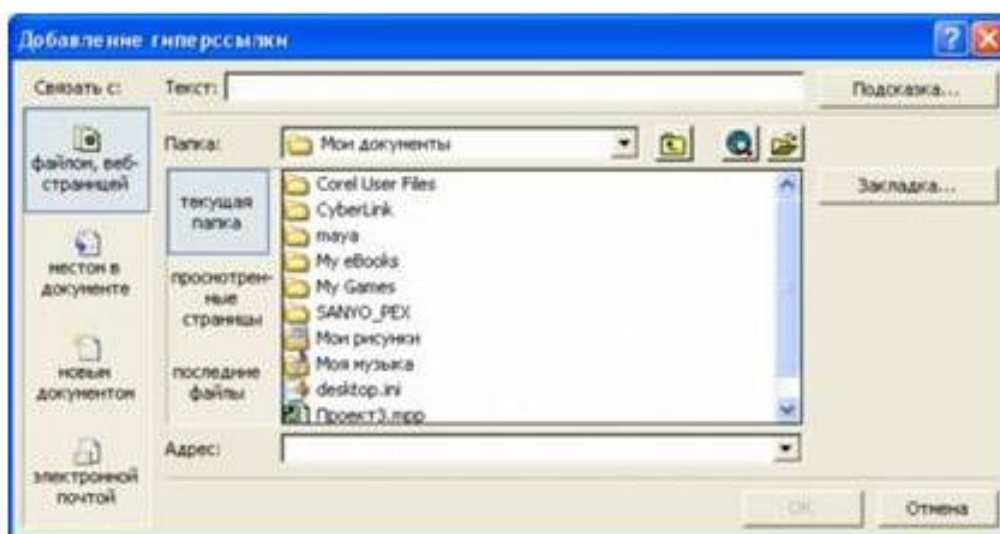 Добавление гиперссылки
Связать с:
Текст:
Подсказка...
файлом, веб-
страницей
Папка:
Мои документы
Закладка...
текущая
папка
Corel User Files
CyberLink
maya
My eBooks
My Games
SANYO_PEX
Мои рисунки
Моя музыка
desktop.ini
Проект3.mpp
местом в
документе
просмотрен-
ные
страницы
новым
документом
последние
файлы
Адрес:
электронной
почтой
ОК
Отмена